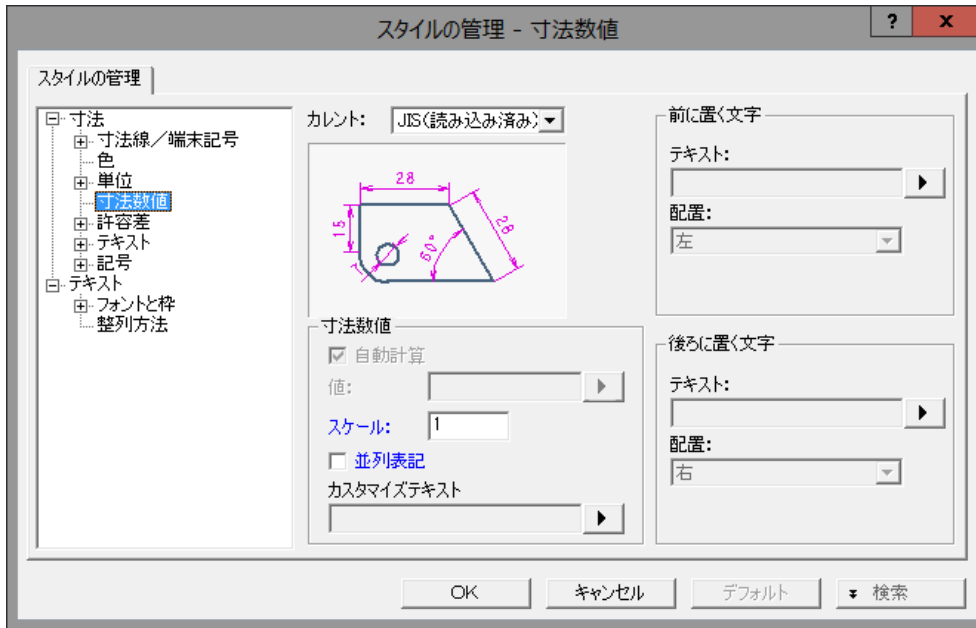 スタイルの管理 - 寸法数値
?
x
スタイルの管理
寸法
寸法線／端末記号
色
単位
寸法数値
許容差
テキスト
記号
テキスト
フォントと枠
整列方法
カレント: JIS(読み込み済み)
28
15
60°
28
寸法数値
自動計算
値:
スケール: 1
並列表記
カスタマイズテキスト
前に置く文字
テキスト:
配置:
左
後ろに置く文字
テキスト:
配置:
右
OK
キャンセル
デフォルト
検索